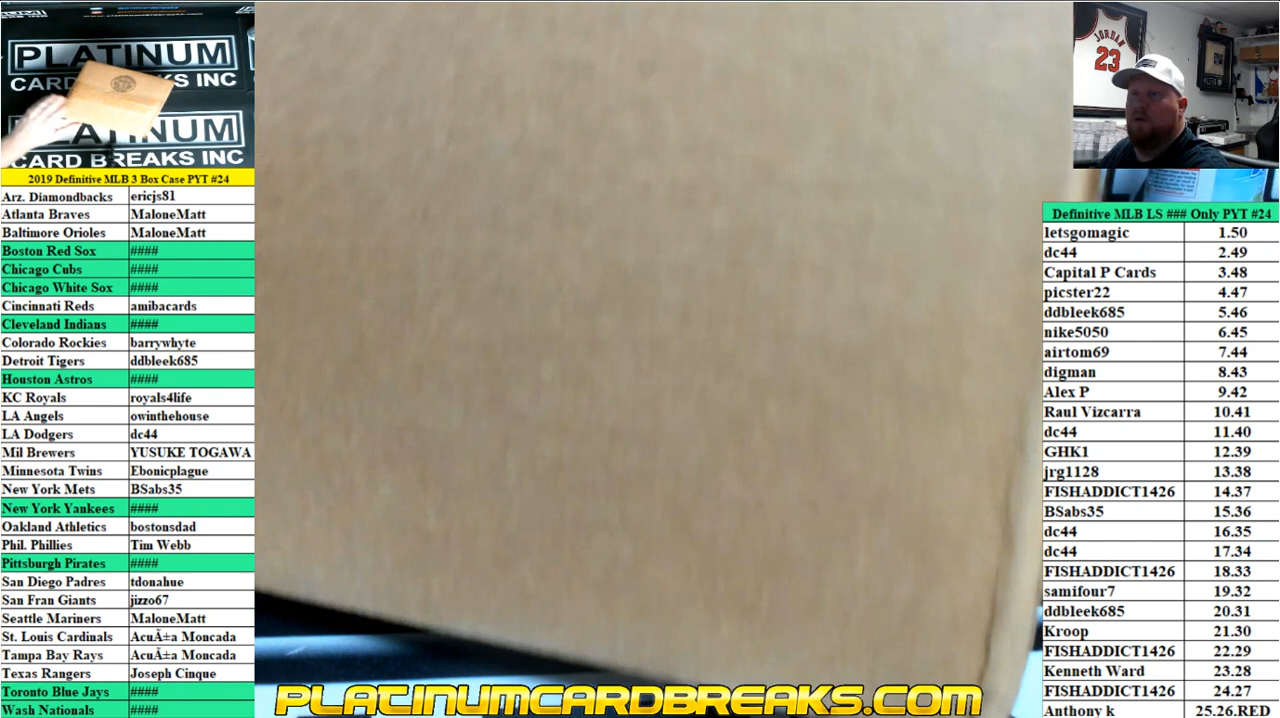 PLATINUM
CARD BREAKS INC
PLATINUM
CARD BREAKS INC
JORDAN
23
2019 Definitive MLB 3 Box Case PYT #24
Arz. Diamondbacks ericjs81
Atlanta Braves MaloneMatt
Baltimore Orioles MaloneMatt
Boston Red Sox ####
Chicago Cubs ####
Chicago White Sox ####
Cincinnati Reds amibacards
Cleveland Indians ####
Colorado Rockies barrywhyte
Detroit Tigers ddbleek685
Houston Astros ####
KC Royals royals4life
LA Angels owinthehouse
LA Dodgers dc44
Mil Brewers YUSUKE TOGAWA
Minnesota Twins Ebonicplague
New York Mets BSabs35
New York Yankees ####
Oakland Athletics bostonsdad
Phil. Phillies Tim Webb
Pittsburgh Pirates ####
San Diego Padres tdonahue
San Fran Giants jizzo67
Seattle Mariners MaloneMatt
St. Louis Cardinals AcuÃ±a Moncada
Tampa Bay Rays AcuÃ±a Moncada
Texas Rangers Joseph Cinque
Toronto Blue Jays ####
Wash Nationals ####
Definitive MLB LS ### Only PYT #24
letsgomagic 1.50
dc44 2.49
Capital P Cards 3.48
picster22 4.47
ddbleek685 5.46
nike5050 6.45
airtom69 7.44
digman 8.43
Alex P 9.42
Raul Vizcarra 10.41
dc44 11.40
GHK1 12.39
jrg1128 13.38
FISHADDICT1426 14.37
BSabs35 15.36
dc44 16.35
dc44 17.34
FISHADDICT1426 18.33
samifour7 19.32
ddbleek685 20.31
Kroop 21.30
FISHADDICT1426 22.29
Kenneth Ward 23.28
FISHADDICT1426 24.27
Anthony k 25.26.RED
PLATINUMCARDBREAKS.COM